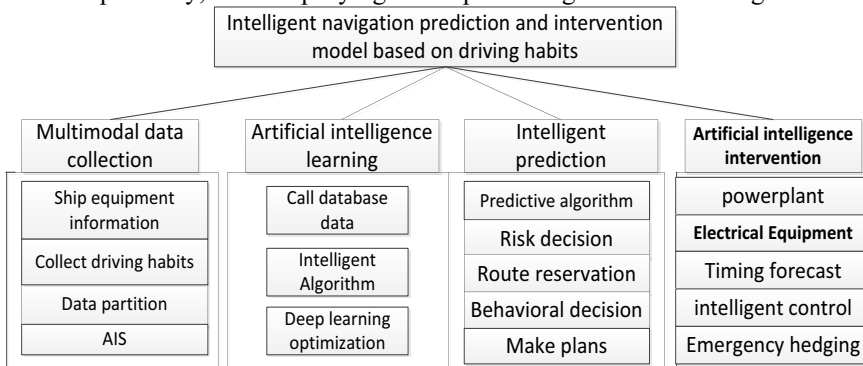 Intelligent navigation prediction and intervention
model based on driving habits
Multimodal data
collection
Ship equipment
information
Collect driving habits
Data partition
AIS
Artificial intelligence
learning
Call database
data
Intelligent
Algorithm
Deep learning
optimization
Intelligent
prediction
Predictive algorithm
Risk decision
Route reservation
Behavioral decision
Make plans
Artificial intelligence
intervention
powerplant
Electrical Equipment
Timing forecast
intelligent control
Emergency hedging